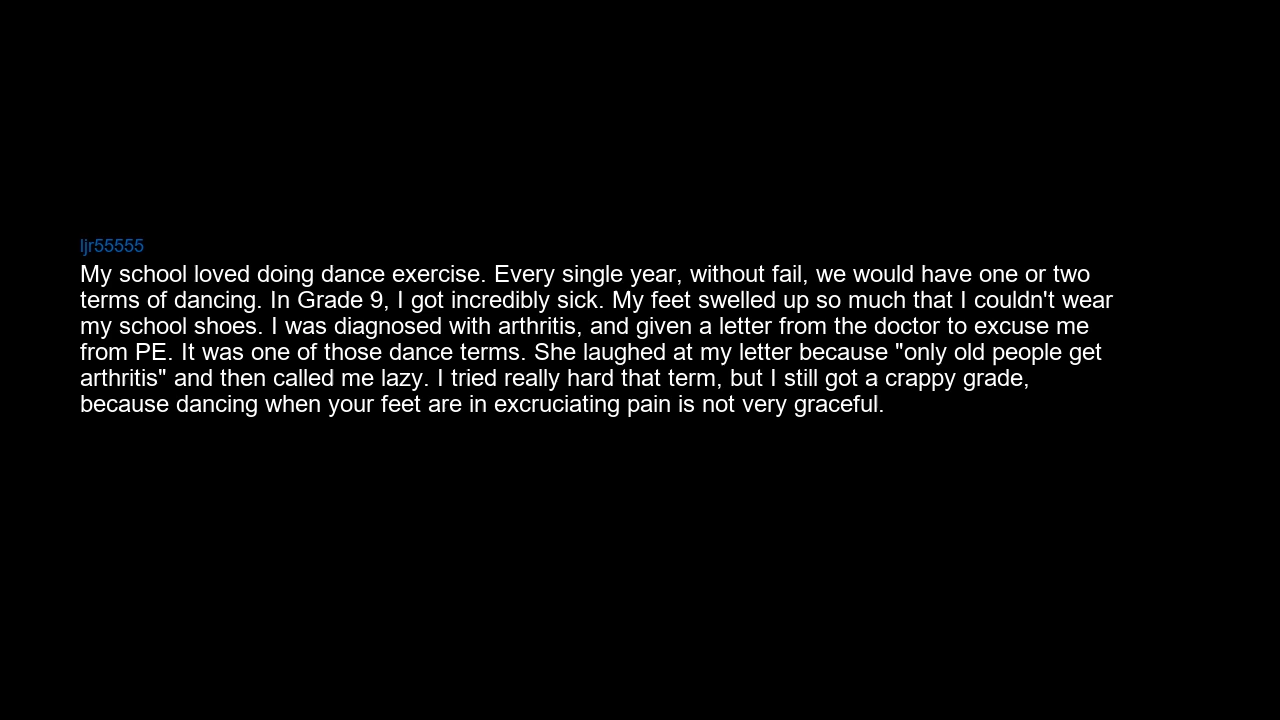 ljr55555
My school loved doing dance exercise. Every single year, without fail, we would have one or two
terms of dancing. In Grade 9, I got incredibly sick. My feet swelled up so much that I couldn't wear
my school shoes. I was diagnosed with arthritis, and given a letter from the doctor to excuse me
from PE. It was one of those dance terms. She laughed at my letter because "only old people get
arthritis" and then called me lazy. I tried really hard that term, but I still got a crappy grade,
because dancing when your feet are in excruciating pain is not very graceful.